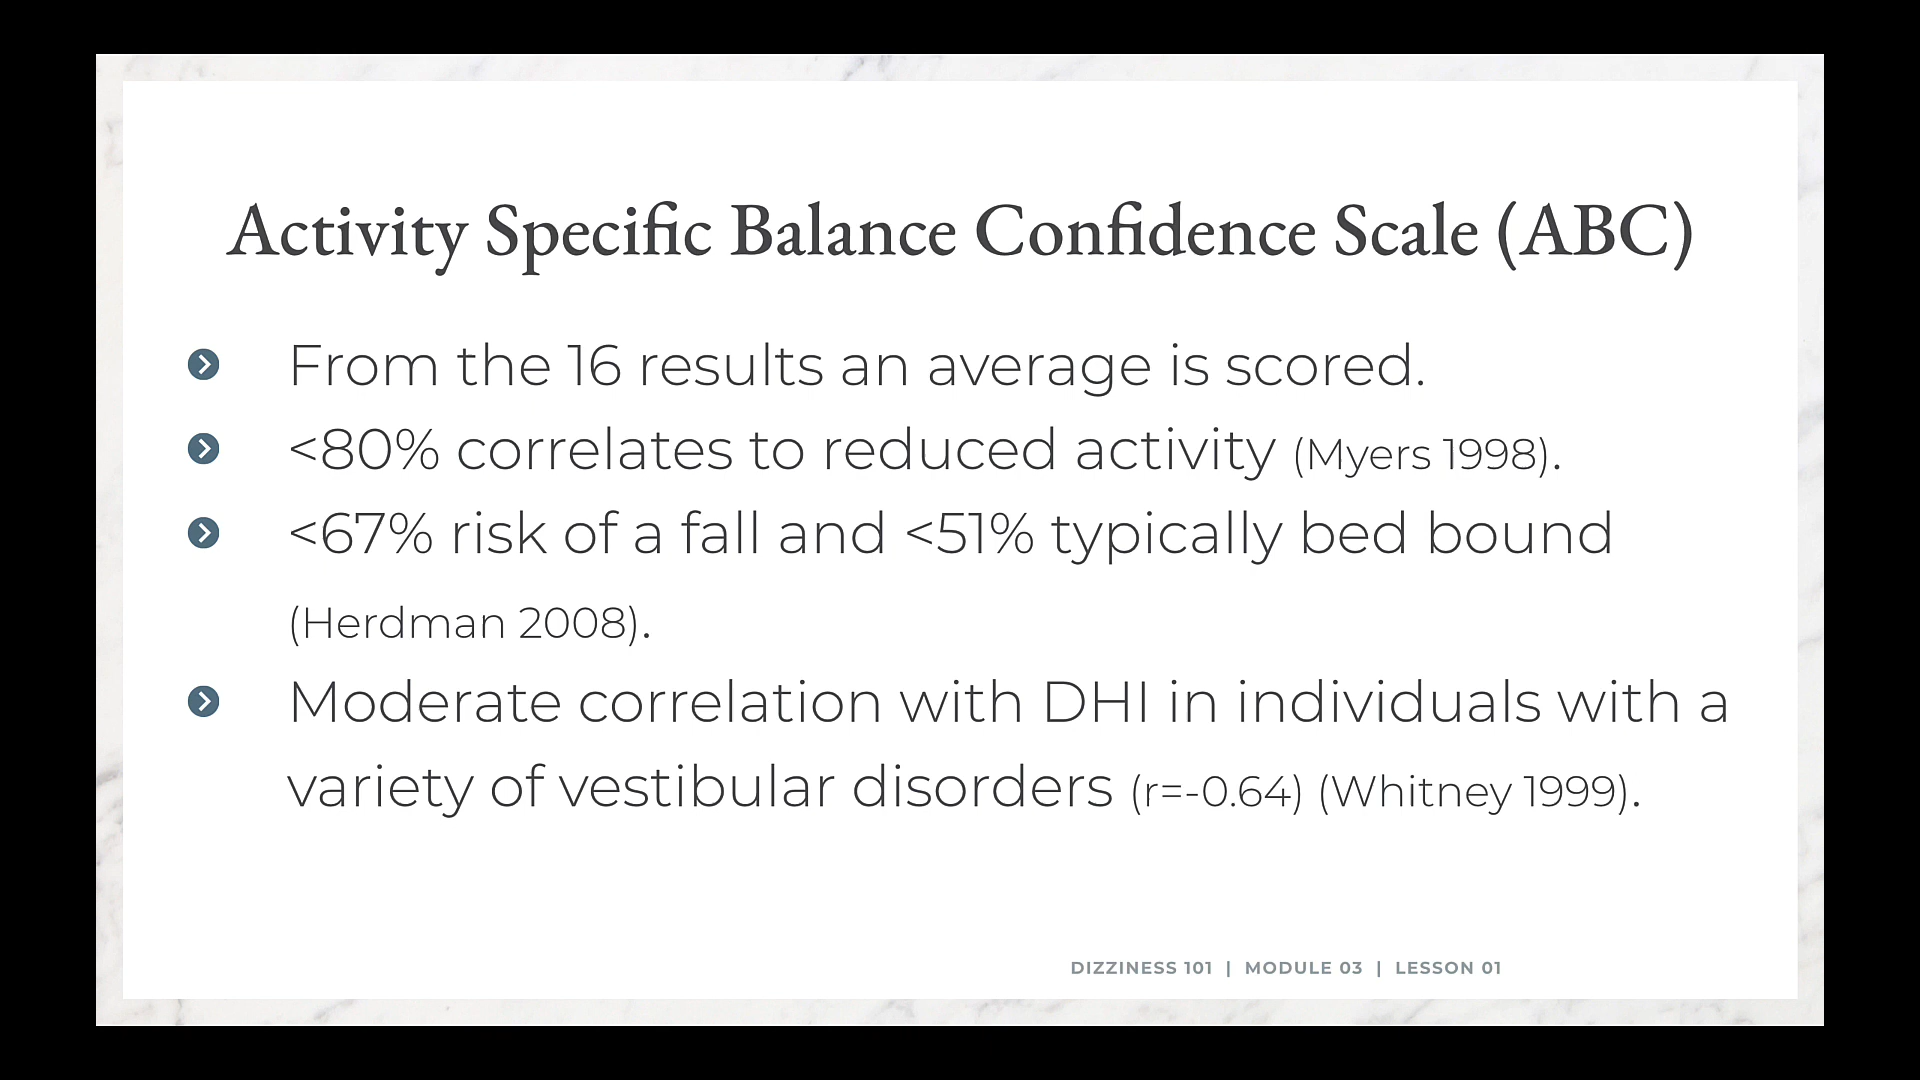 Activity Specific Balance Confidence Scale (ABC)
From the 16 results an average is scored.
<80% correlates to reduced activity (Myers 1998).
<67% risk of a fall and <51% typically bed bound
(Herdman 2008).
Moderate correlation with DHI in individuals with a
variety of vestibular disorders (r=-0.64) (Whitney 1999).
DIZZINESS 101 | MODULE 03 | LESSON 01